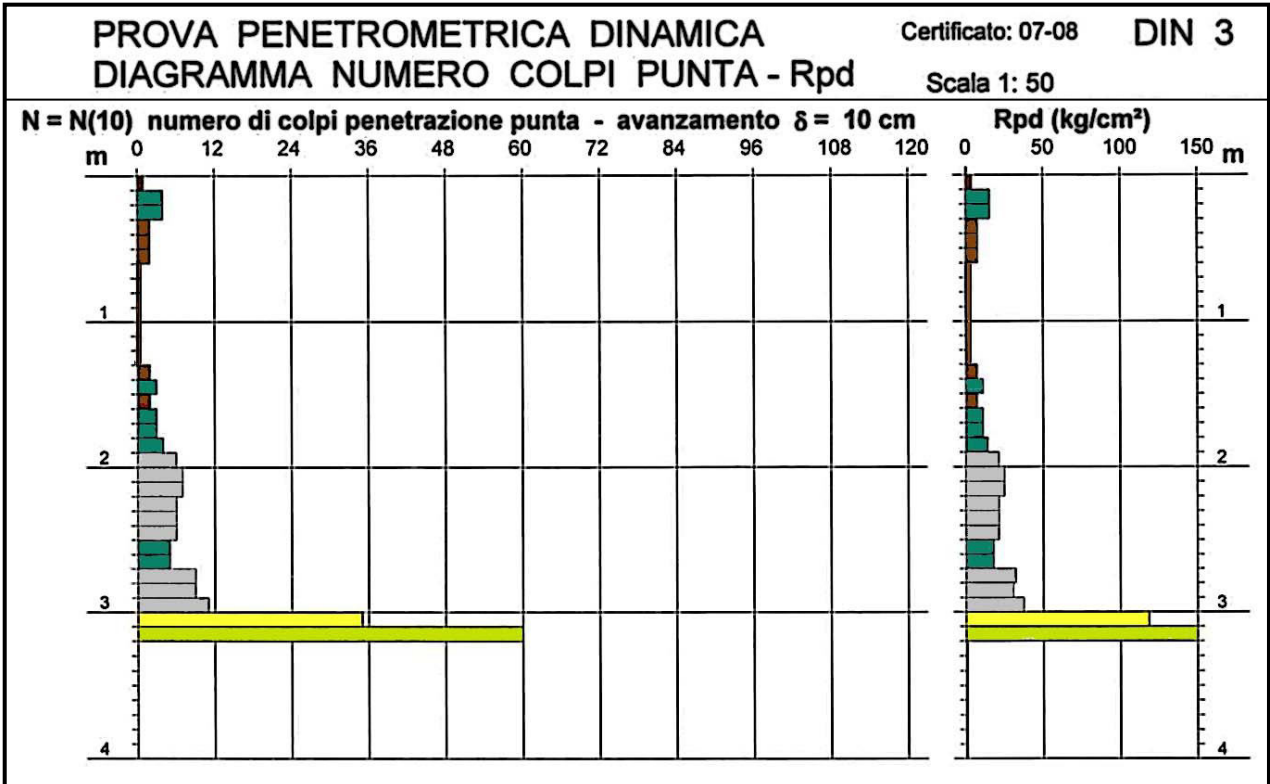 PROVA PENETROMETRICA DINAMICA Certificato: 07-08 DIN 3
DIAGRAMMA NUMERO COLPI PUNTA - Rpd Scala 1: 50
N = N(10) numero di colpi penetrazione punta - avanzamento δ = 10 cm Rpd (kg/cm²)
m 0 12 24 36 48 60 72 84 96 108 120 0 50 100 150 m
1 1
2 2
3 3
4 4